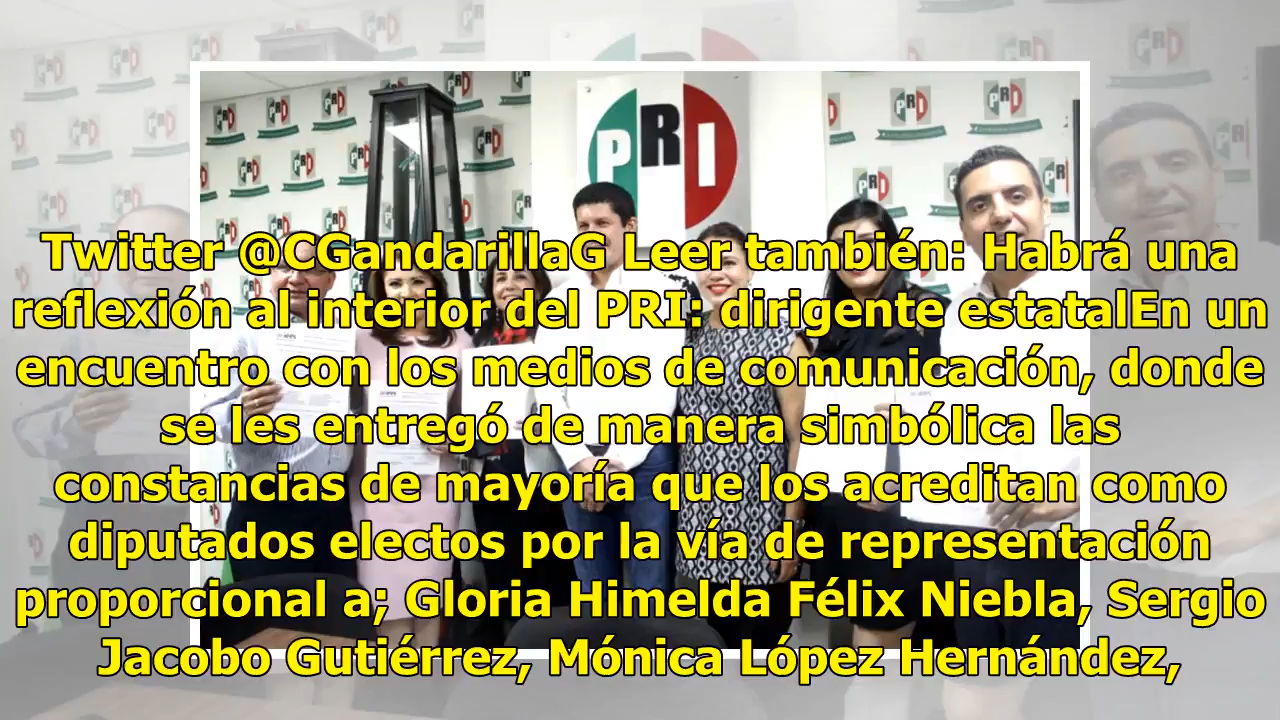 PRI
Twitter @CGandarillaG Leer también: Habrá una
reflexión al interior del PRI: dirigente estatalEn un
encuentro con los medios de comunicación, donde
se les entregó de manera simbólica las
constancias de mayoría que los acreditan como
diputados electos por la vía de representación
proporcional a; Gloria Himelda Félix Niebla, Sergio
Jacobo Gutiérrez, Mónica López Hernández,